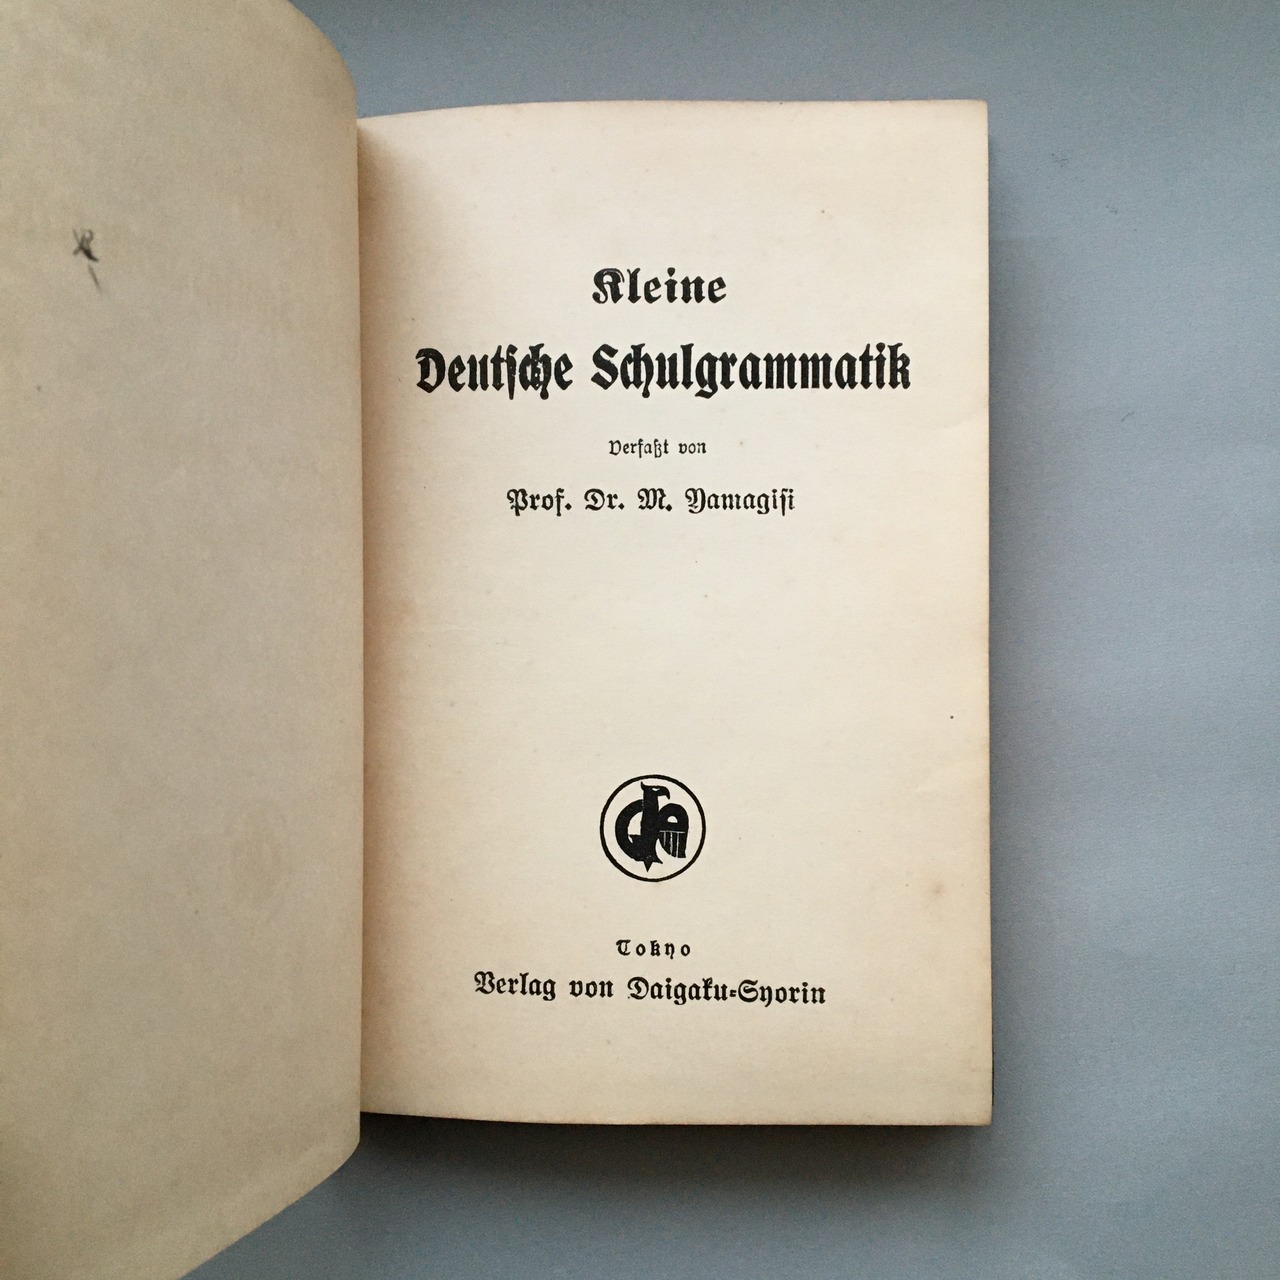 Kleine
Deutsche Schulgrammatik
Verfaßt von
Prof. Dr. M. Yamagisi
Tokyo
Verlag von Daigaku-Syorin